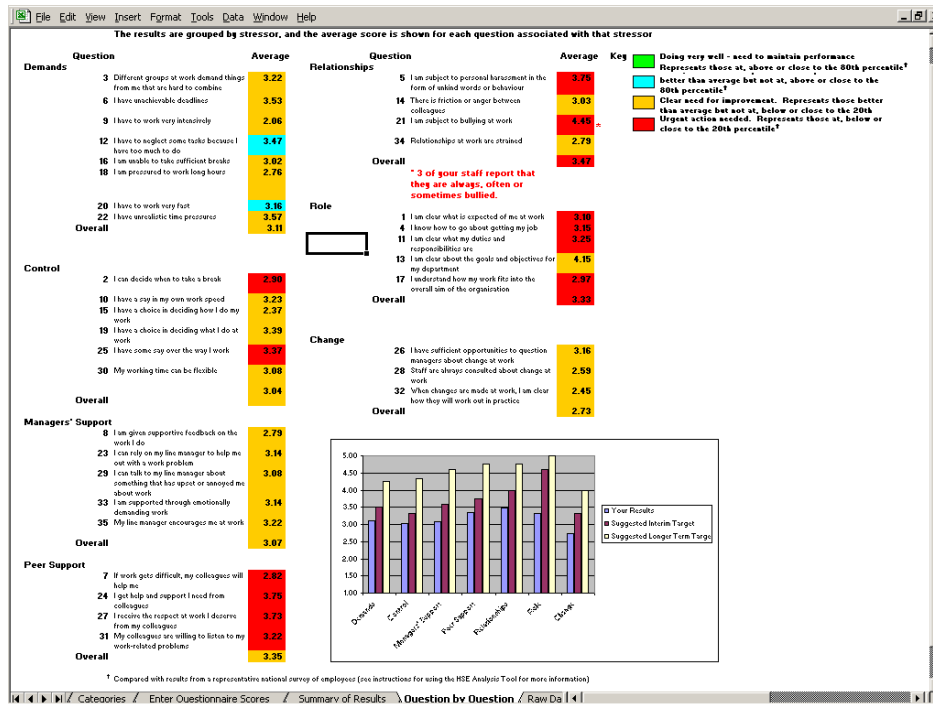 File Edit View Insert Format Tools Data Window Help
The results are grouped by stressor, and the average score is shown for each question associated with that stressor
Question Average
Demands
3 Different groups at work demand things 3.22
from me that are hard to combine
6 I have unachievable deadlines 3.53
9 I have to work very intensively 2.06
12 I have to neglect some tasks because I 3.47
have too much to do
16 I am unable to take sufficient breaks 3.02
18 I am pressured to work long hours 2.76
20 I have to work very fast 3.16
22 I have unrealistic time pressures 3.57
Overall 3.11
Control
2 I can decide when to take a break 2.90
10 I have a say in my own work speed 3.23
15 I have a choice in deciding how I do my 2.37
work
19 I have a choice in deciding what I do at 3.39
work
25 I have some say over the way I work 3.37
30 My working time can be flexible 3.08
3.04
Overall
Managers' Support
8 I am given supportive feedback on the 2.79
work I do
23 I can rely on my line manager to help me 3.14
out with a work problem
29 I can talk to my line manager about 3.08
something that has upset or annoyed me
about work
33 I am supported through emotionally 3.14
demanding work
35 My line manager encourages me at work 3.22
Overall 3.07
Peer Support
7 If work gets difficult, my colleagues will 2.82
help me
24 I get help and support I need from 3.75
colleagues
27 I receive the respect at work I deserve 3.73
from my colleagues
31 My colleagues are willing to listen to my 3.22
work-related problems
Overall 3.35
Question Average
Relationships
5 I am subject to personal harassment in the 3.75
form of unkind words or behaviour
14 There is friction or anger between 3.03
colleagues
21 I am subject to bullying at work 4.45 *
34 Relationships at work are strained 2.79
Overall 3.47
* 3 of your staff report that
they are always, often or
sometimes bullied.
Role
1 I am clear what is expected of me at work 3.10
4 I know how to go about getting my job 3.15
11 I am clear what my duties and 3.25
responsibilities are
13 I am clear about the goals and objectives for 4.15
my department
17 I understand how my work fits into the 2.97
overall aim of the organisation
Overall 3.33
Change
26 I have sufficient opportunities to question 3.16
managers about change at work
28 Staff are always consulted about change at 2.59
work
32 When changes are made at work, I am clear 2.45
how they will work out in practice
Overall 2.73
Key
Doing very well - need to maintain performance
Represents those at, above or close to the 80th percentile†
better than average but not at, above or close to the
80th percentile†
Clear need for improvement. Represents those better
than average but not at, below or close to the 20th
Urgent action needed. Represents those at, below or
close to the 20th percentile†
5.00
4.50
4.00
3.50
3.00
2.50
2.00
1.50
1.00
Demands
Control
Managers' Support
Peer Support
Relationships
Role
Change
Your Results
Suggested Interim Target
Suggested Longer Term Targe
† Compared with results from a representative national survey of employees (see instructions for using the HSE Analysis Tool for more information)
Categories / Enter Questionnaire Scores / Summary of Results \ Question by Question / Raw Da